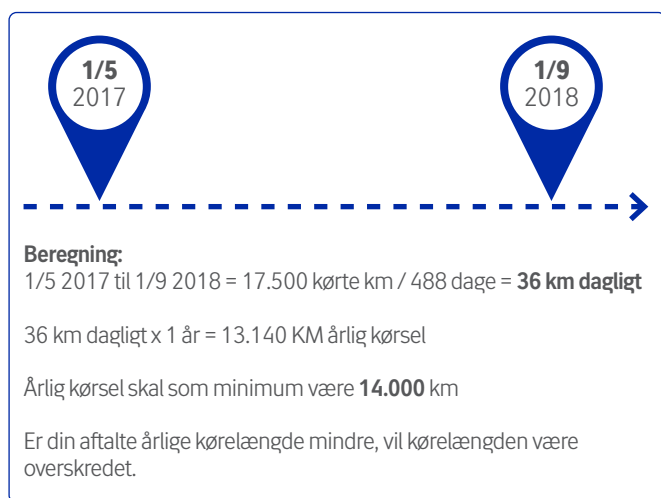 1/5
2017
1/9
2018
Beregning:
1/5 2017 til 1/9 2018 = 17.500 kørte km / 488 dage = 36 km dagligt
36 km dagligt x 1 år = 13.140 KM årlig kørsel
Årlig kørsel skal som minimum være 14.000 km
Er din aftalte årlige kørelængde mindre, vil kørelængden være
overskredet.